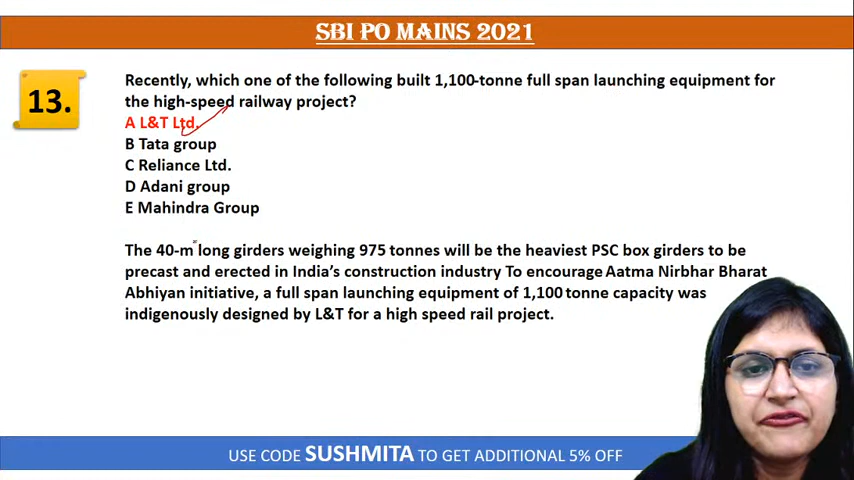 SBI PO MAINS 2021
13.
Recently, which one of the following built 1,100-tonne full span launching equipment for
the high-speed railway project?
A L&T Ltd.
B Tata group
C Reliance Ltd.
D Adani group
E Mahindra Group
The 40-m long girders weighing 975 tonnes will be the heaviest PSC box girders to be
precast and erected in India's construction industry To encourage Aatma Nirbhar Bharat
Abhiyan initiative, a full span launching equipment of 1,100 tonne capacity was
indigenously designed by L&T for a high speed rail project.
USE CODE SUSHMITA TO GET ADDITIONAL 5% OFF